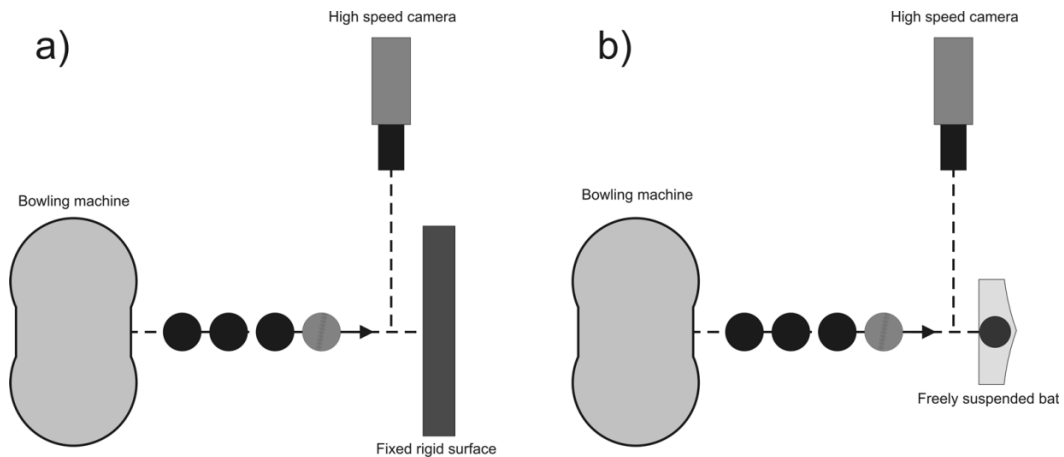 High speed camera
a)
Bowling machine
Fixed rigid surface
High speed camera
b)
Bowling machine
Freely suspended bat